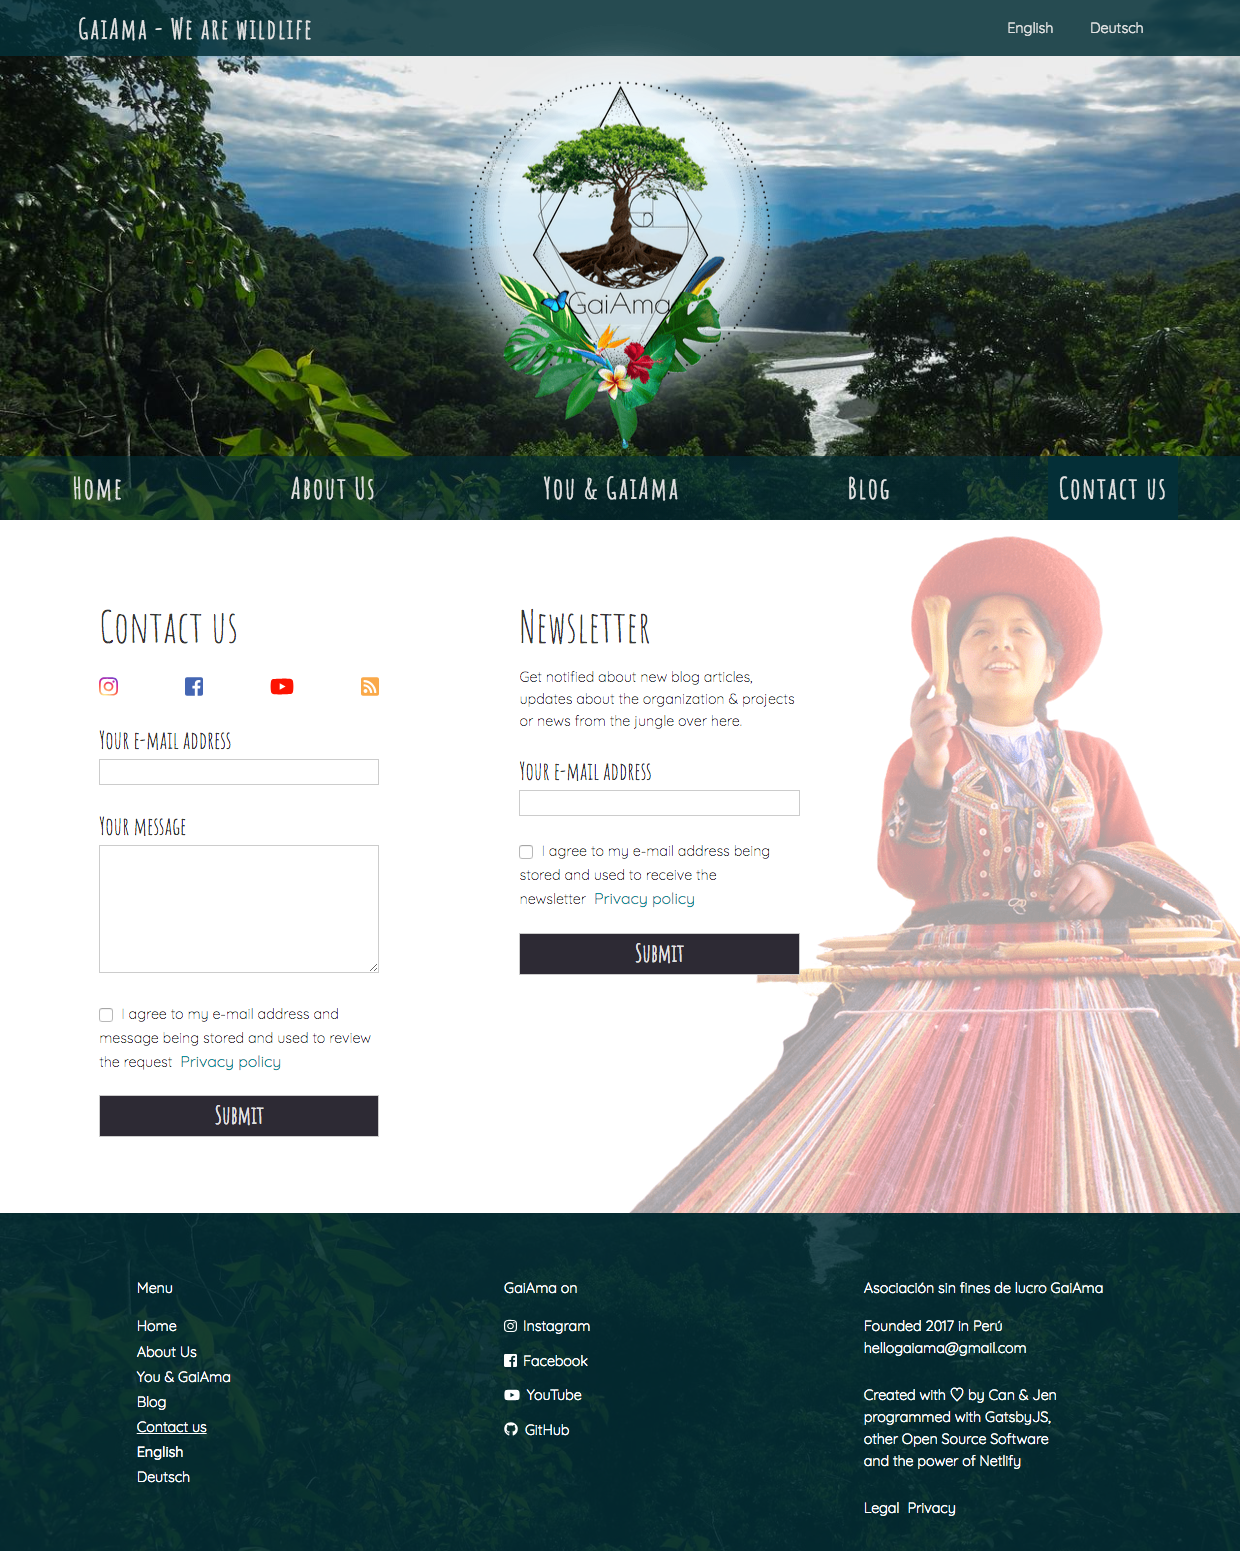 GaiAma - We are wildlife
English
Deutsch
GaiAma
Home
About Us
You & GaiAma
Blog
Contact us
Contact us
Your e-mail address
Your message
I agree to my e-mail address and
message being stored and used to review
the request Privacy policy
Submit
Newsletter
Get notified about new blog articles,
updates about the organization & projects
or news from the jungle over here.
Your e-mail address
I agree to my e-mail address being
stored and used to receive the
newsletter Privacy policy
Submit
Menu
Home
About Us
You & GaiAma
Blog
Contact us
English
Deutsch
GaiAma on
Instagram
Facebook
YouTube
GitHub
Asociación sin fines de lucro GaiAma
Founded 2017 in Perú
hellogaiama@gmail.com
Created with ♡ by Can & Jen
programmed with GatsbyJS,
other Open Source Software
and the power of Netlify
Legal Privacy